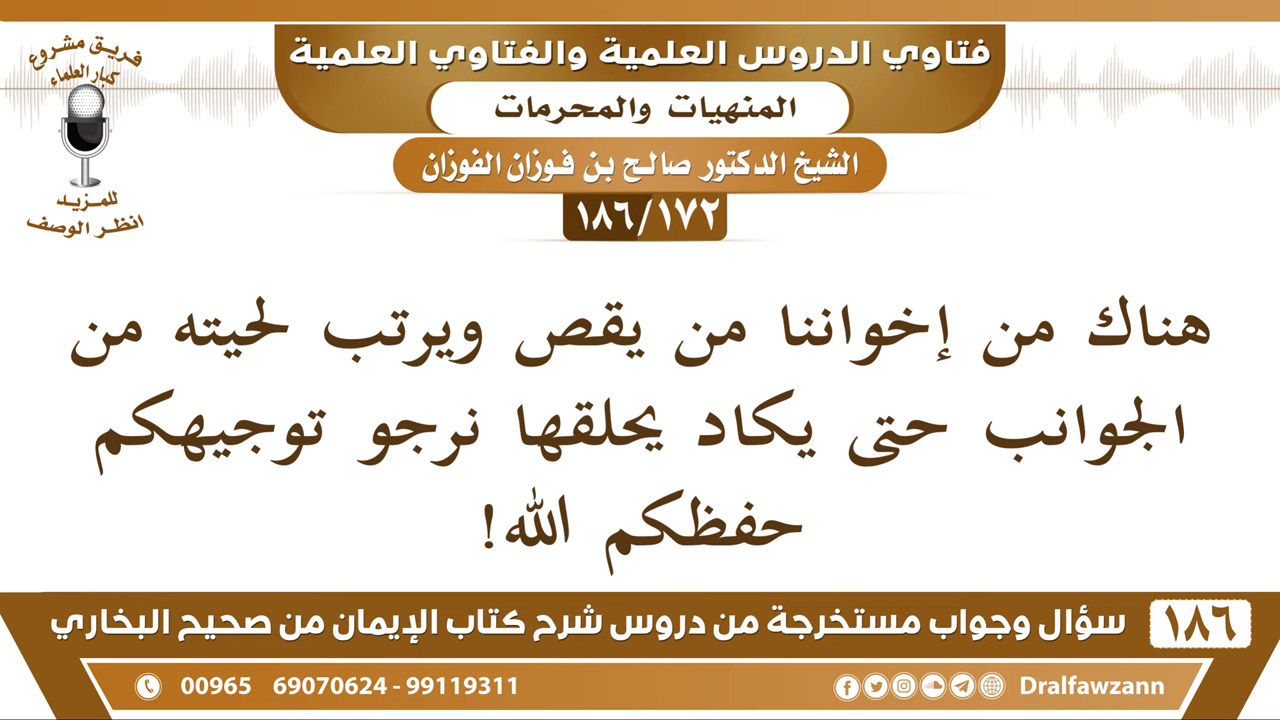 فتاوي الدروس العلمية والفتاوي العلمية
المنهيات والمحرمات
الشيخ الدكتور صالح بن فوزان الفوزان
١٨٦/١٧٢
فريق مشروع
كبار العلماء
للمزيد
انظر الوصف
هناك من إخواننا من يقص ويرتب لحيته من
الجوانب حتى يكاد يحلقها نرجو توجيهكم
حفظكم الله!
١٨٦ سؤال وجواب مستخرجة من دروس شرح كتاب الإيمان من صحيح البخاري
00965 69070624 - 99119311
Dralfawzann